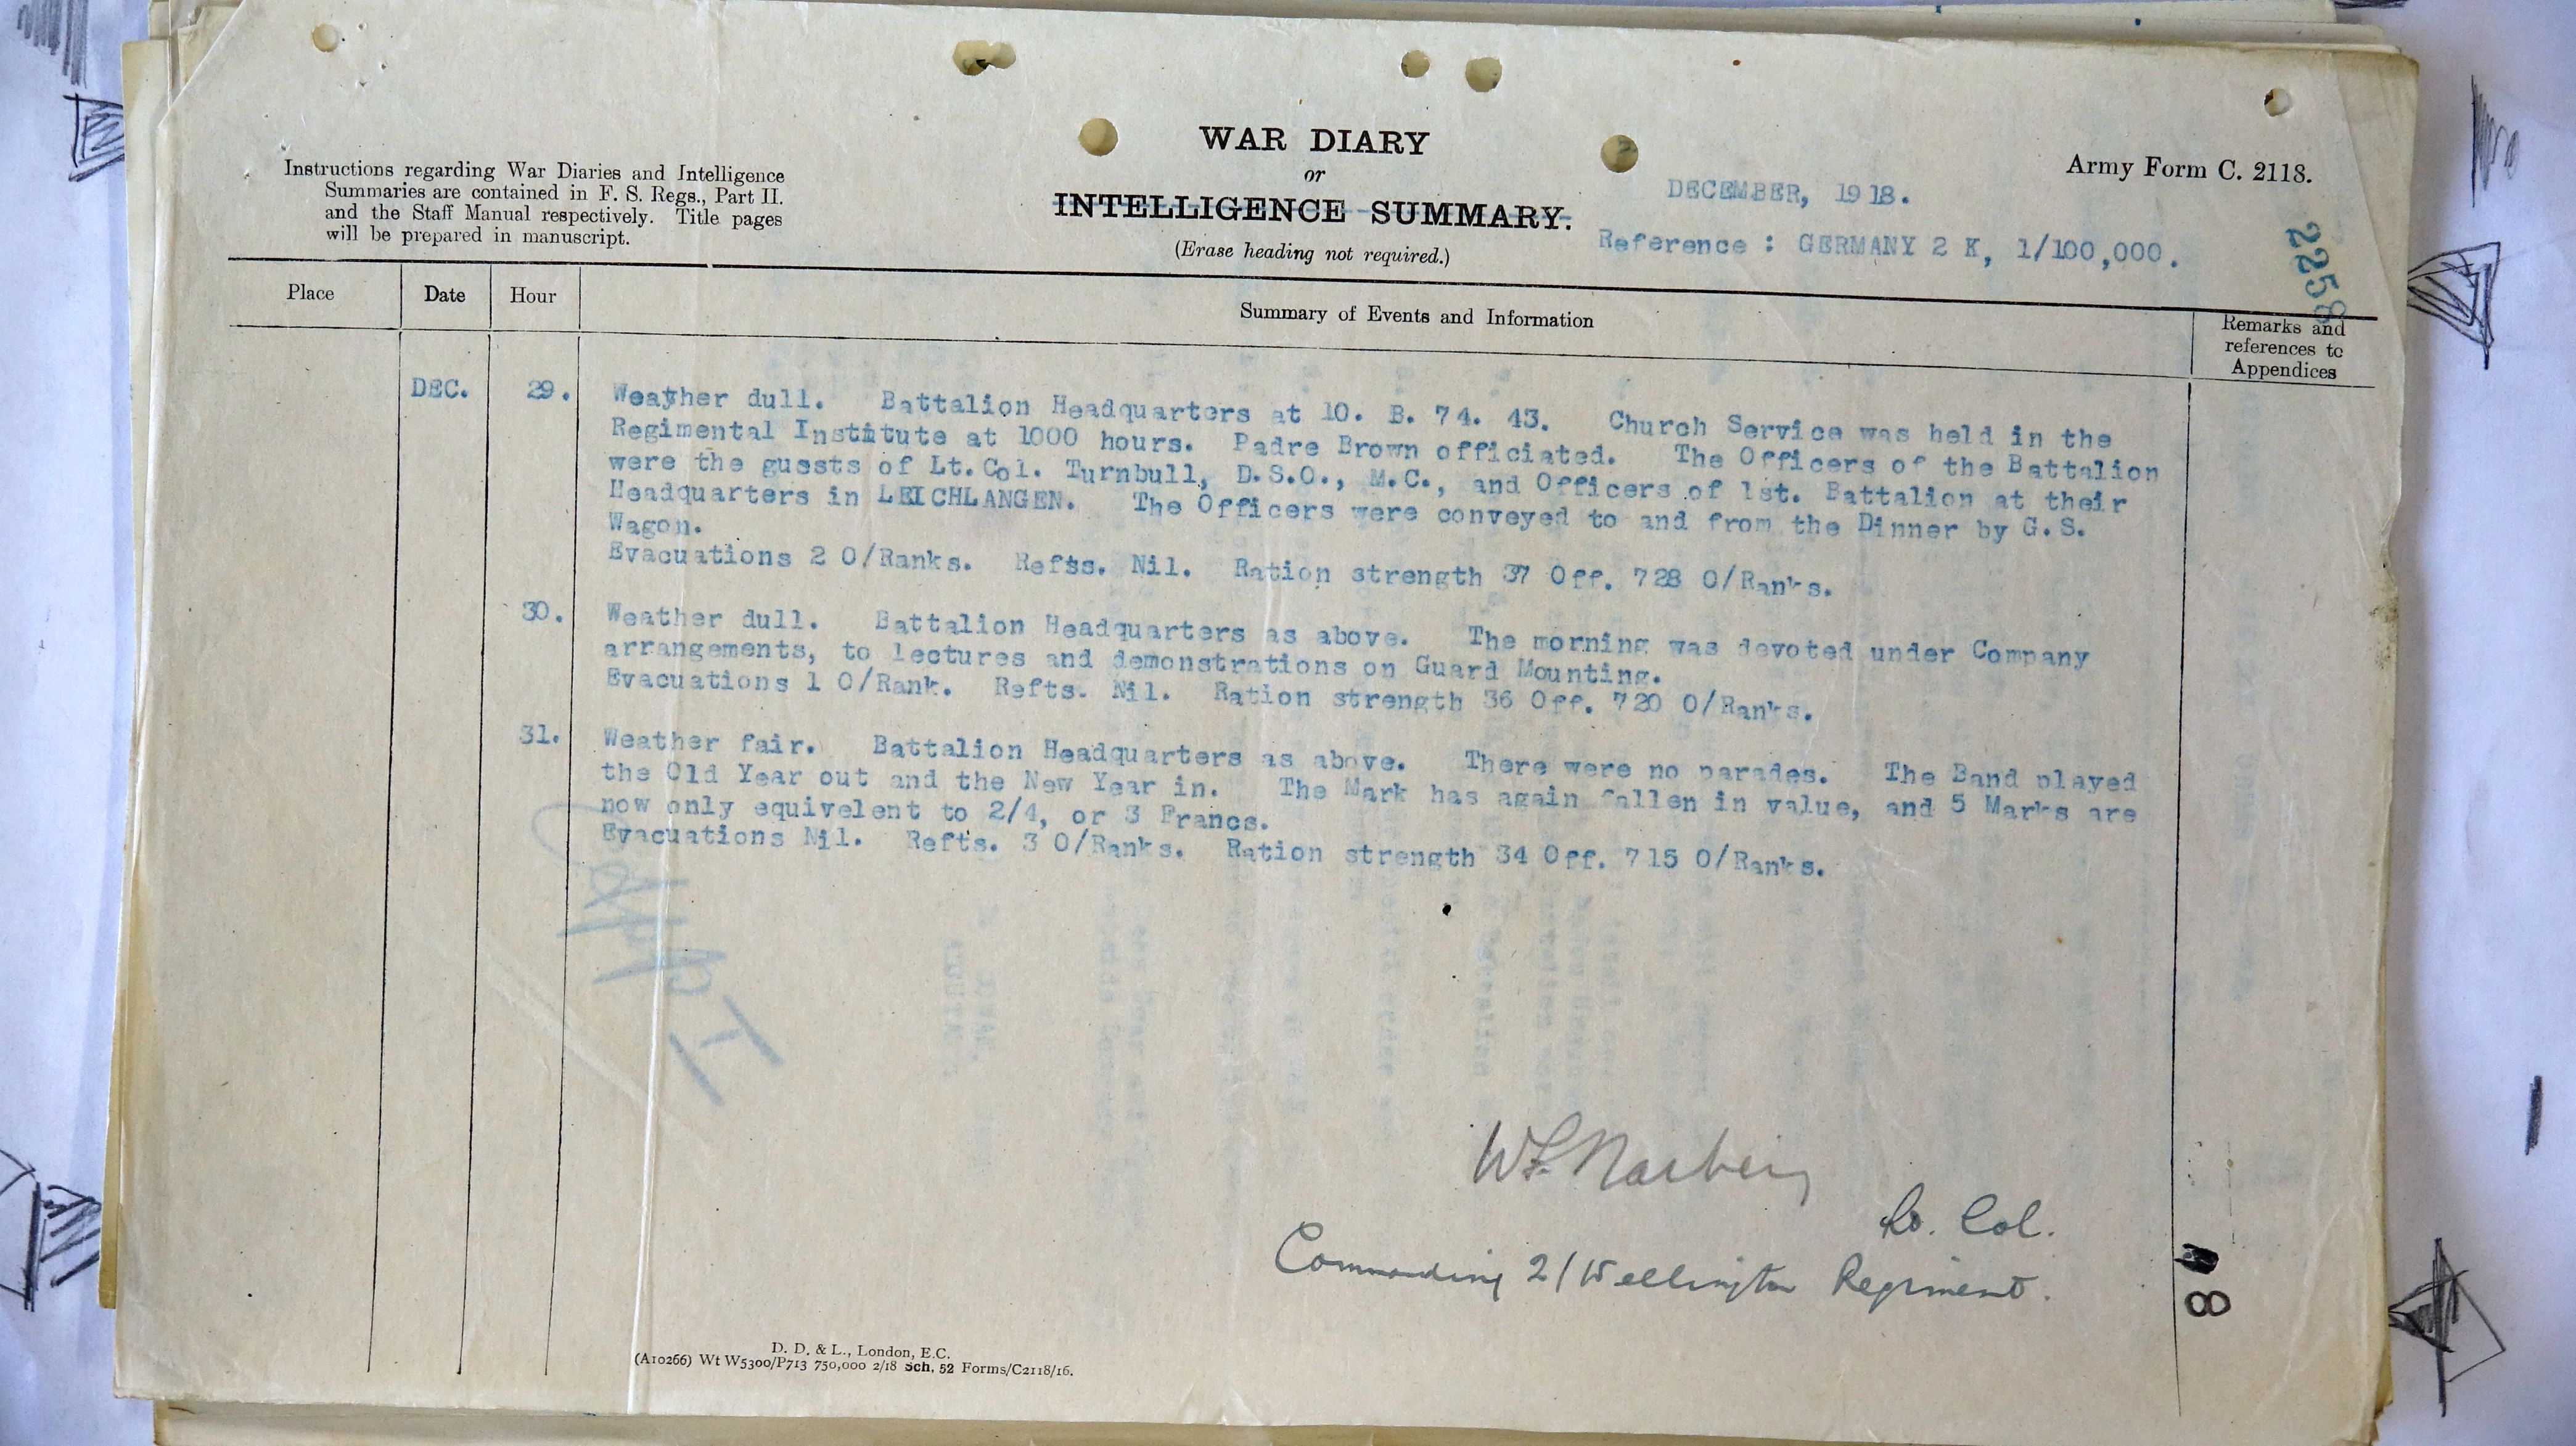 WAR DIARY
or
INTELLIGENCE SUMMARY.
(Erase heading not required.)
Instructions regarding War Diaries and Intelligence
Summaries are contained in F. S. Regs., Part II.
and the Staff Manual respectively. Title pages
will be prepared in manuscript.
DECEMBER, 1918.
Reference : GERMANY 2 K, 1/100,000.
Army Form C. 2118.
2258
Place Date Hour Summary of Events and Information
Remarks and
references to
Appendices
DEC. 29. Weather dull. Battalion Headquarters at 10. B. 74. 43. Church Service was held in the
Regimental Institute at 1000 hours. Padre Brown officiated. The Officers of the Battalion
were the guests of Lt.Col. Turnbull, D.S.O., M.C., and Officers of 1st. Battalion at their
Headquarters in LEICHLANGEN. The Officers were conveyed to and from the Dinner by G.S.
Wagon.
Evacuations 2 O/Ranks. Refts. Nil. Ration strength 37 Off. 728 O/Ranks.
30. Weather dull. Battalion Headquarters as above. The morning was devoted under Company
arrangements, to lectures and demonstrations on Guard Mounting.
Evacuations 1 O/Rank. Refts. Nil. Ration strength 36 Off. 720 O/Ranks.
31. Weather fair. Battalion Headquarters as above. There were no parades. The Band played
the Old Year out and the New Year in. The Mark has again fallen in value, and 5 Marks are
now only equivelent to 2/4, or 3 Francs.
Evacuations Nil. Refts. 3 O/Ranks. Ration strength 34 Off. 715 O/Ranks.
Lt. Col.
Commanding 2/Wellington Regiment.
8
D. D. & L., London, E.C.
(A10266) Wt W5300/P713 750,000 2/18 Sch. 52 Forms/C2118/16.